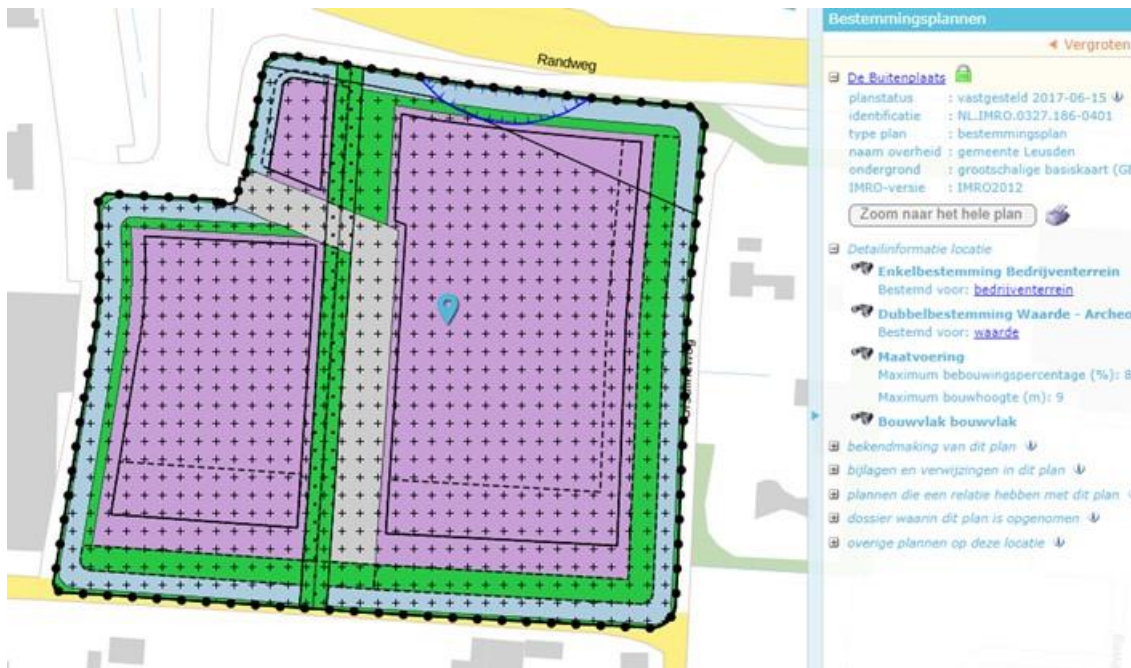 Randweg
Bestemmingsplannen
Vergroten
De Buitenplaats
planstatus : vastgesteld 2017-06-15
identificatie : NL.IMRO.0327.186-0401
type plan : bestemmingsplan
naam overheid : gemeente Leusden
ondergrond : grootschalige basiskaart (GB
IMRO-versie : IMRO2012
Zoom naar het hele plan
Detailinformatie locatie
Enkelbestemming Bedrijventerrein
Bestemd voor: bedrijventerrein
Dubbelbestemming Waarde - Archeo
Bestemd voor: waarde
Maatvoering
Maximum bebouwingspercentage (%): 8
Maximum bouwhoogte (m): 9
Bouwvlak bouwvlak
bekendmaking van dit plan
bijlagen en verwijzingen in dit plan
plannen die een relatie hebben met dit plan
dossier waarin dit plan is opgenomen
overige plannen op deze locatie